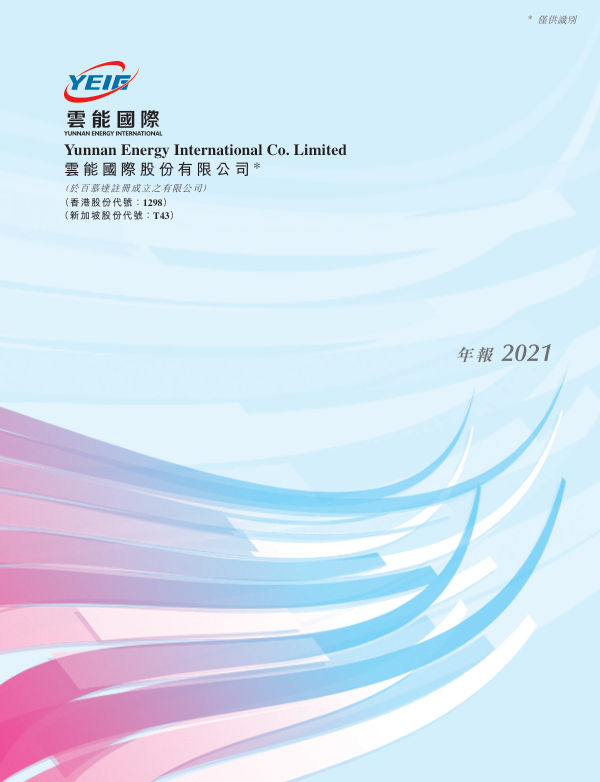 * 僅供識別
YEIG
雲能國際
YUNNAN ENERGY INTERNATIONAL
Yunnan Energy International Co. Limited
雲能國際股份有限公司*
(於百慕達註冊成立之有限公司)
(香港股份代號：1298)
(新加坡股份代號：T43)
年報 2021